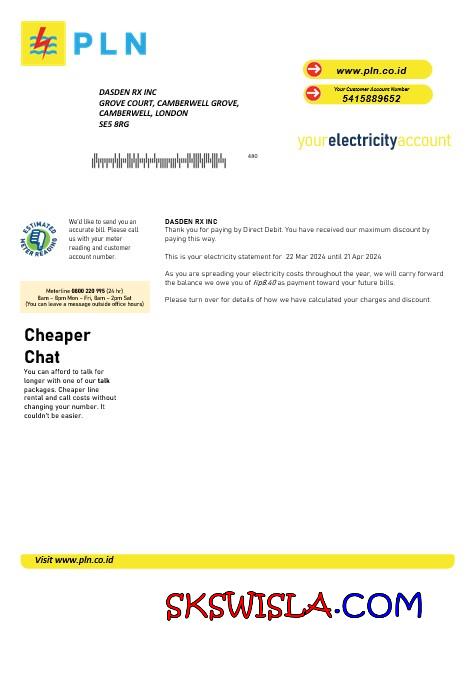 PLN
www.pln.co.id
Your Customer Account Number
5415889652
DASDEN RX INC
GROVE COURT, CAMBERWELL GROVE,
CAMBERWELL, LONDON
SE5 8RG
yourelectricityaccount
480
ESTIMATED
METER READING
We'd like to send you an
accurate bill. Please call
us with your meter
reading and customer
account number.
Meterline 0800 220 995 (24 hr)
8am – 8pm Mon – Fri, 8am – 2pm Sat
(You can leave a message outside office hours)
Cheaper
Chat
You can afford to talk for
longer with one of our talk
packages. Cheaper line
rental and call costs without
changing your number. It
couldn't be easier.
DASDEN RX INC
Thank you for paying by Direct Debit. You have received our maximum discount by
paying this way.
This is your electricity statement for 22 Mar 2024 until 21 Apr 2024
As you are spreading your electricity costs throughout the year, we will carry forward
the balance we owe you of Rp8.40 as payment toward your future bills.
Please turn over for details of how we have calculated your charges and discount
Visit www.pln.co.id
SKSWISLA.COM